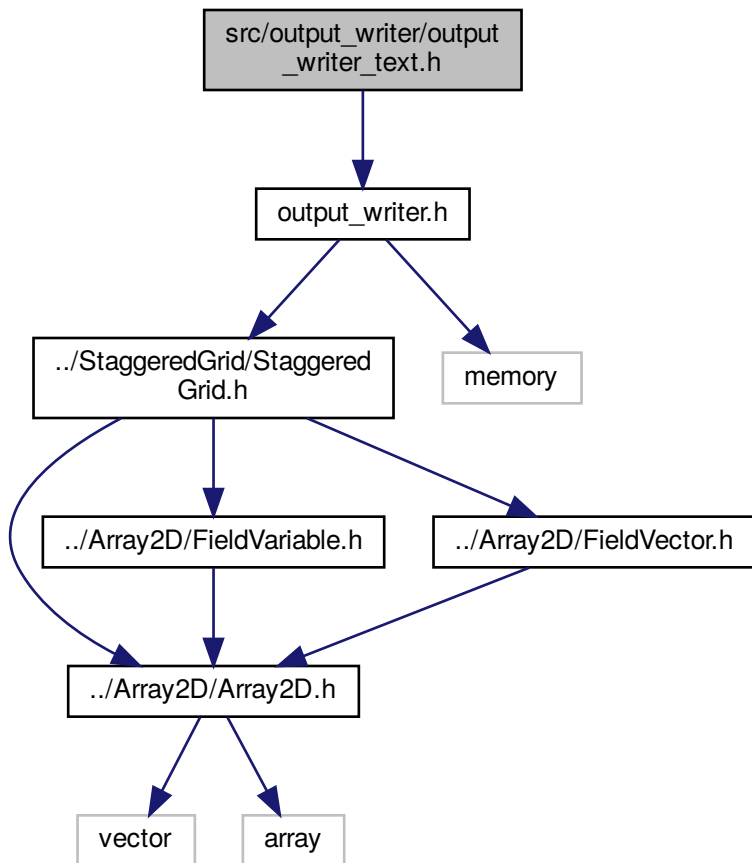 src/output_writer/output
_writer_text.h
output_writer.h
../StaggeredGrid/Staggered
Grid.h
memory
../Array2D/FieldVariable.h
../Array2D/FieldVector.h
../Array2D/Array2D.h
vector
array